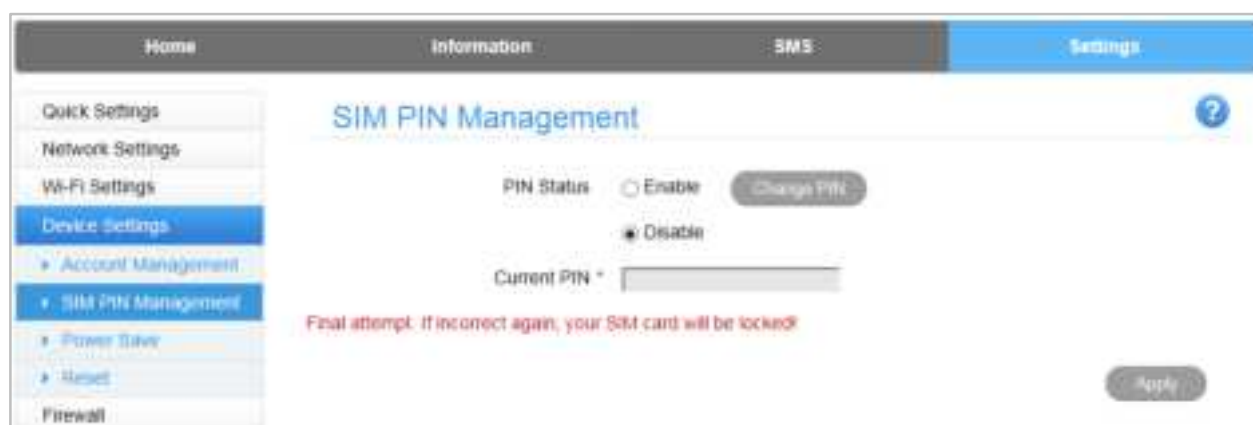 Home Information SMS Settings
Quick Settings
Network Settings
Wi-Fi Settings
Device Settings
Account Management
SIM PIN Management
Power Save
Reset
Firewall
SIM PIN Management
?
PIN Status Enable Change PIN
Disable
Current PIN *
Final attempt. If incorrect again, your SIM card will be locked!
Apply